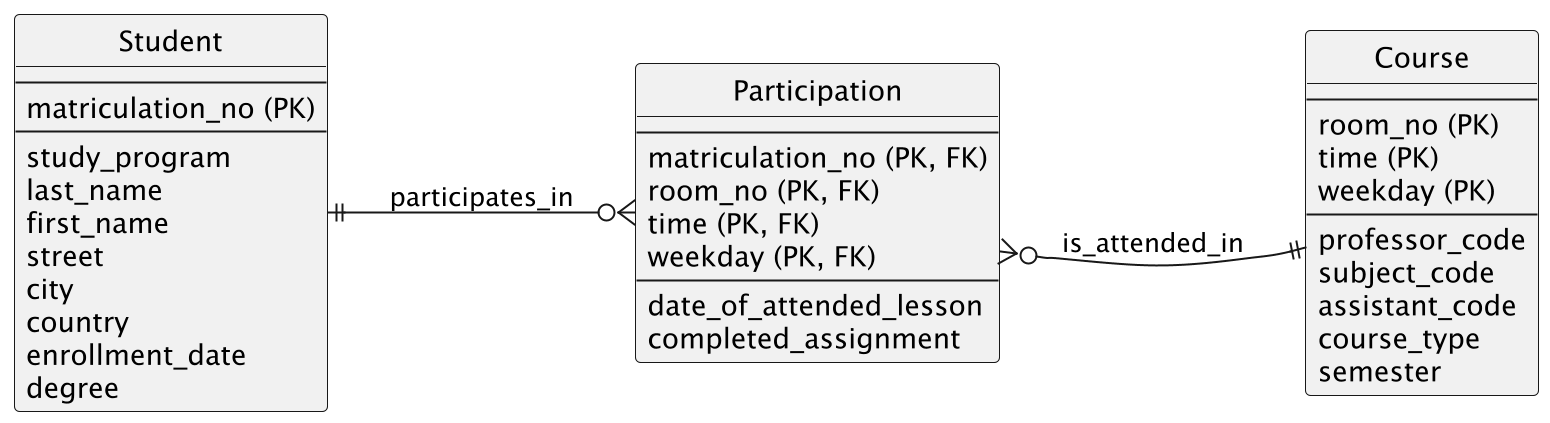 Student
matriculation_no (PK)
study_program
last_name
first_name
street
city
country
enrollment_date
degree
participates_in
Participation
matriculation_no (PK, FK)
room_no (PK, FK)
time (PK, FK)
weekday (PK, FK)
date_of_attended_lesson
completed_assignment
is_attended_in
Course
room_no (PK)
time (PK)
weekday (PK)
professor_code
subject_code
assistant_code
course_type
semester